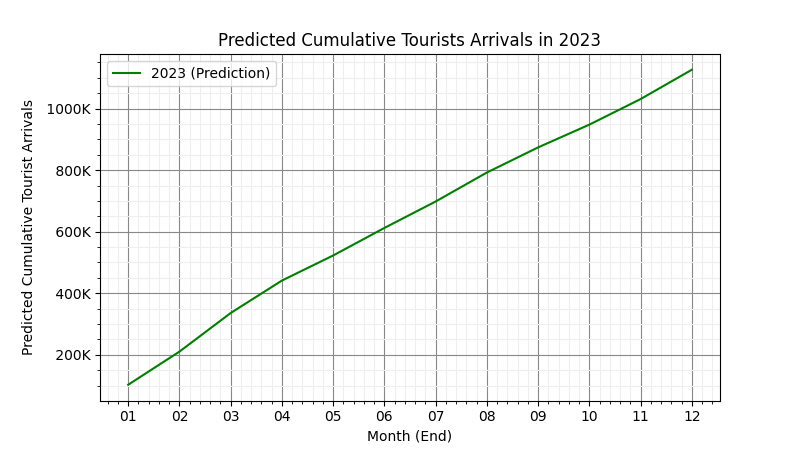 Predicted Cumulative Tourists Arrivals in 2023
2023 (Prediction)
Predicted Cumulative Tourist Arrivals
1000K
800K
600K
400K
200K
01 02 03 04 05 06 07 08 09 10 11 12
Month (End)